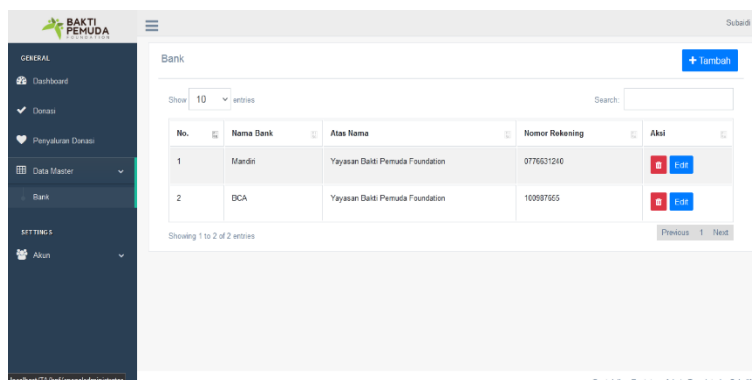 BAKTI
PEMUDA
FOUNDATION
Subaidi
GENERAL
Dashboard
Donasi
Penyaluran Donasi
Data Master
Bank
SETTINGS
Akun
Bank
+ Tambah
Show 10 entries
Search:
No. Nama Bank Atas Nama Nomor Rekening Aksi
1 Mandiri Yayasan Bakti Pemuda Foundation 0776631240 Edit
2 BCA Yayasan Bakti Pemuda Foundation 160987655 Edit
Showing 1 to 2 of 2 entries
Previous 1 Next